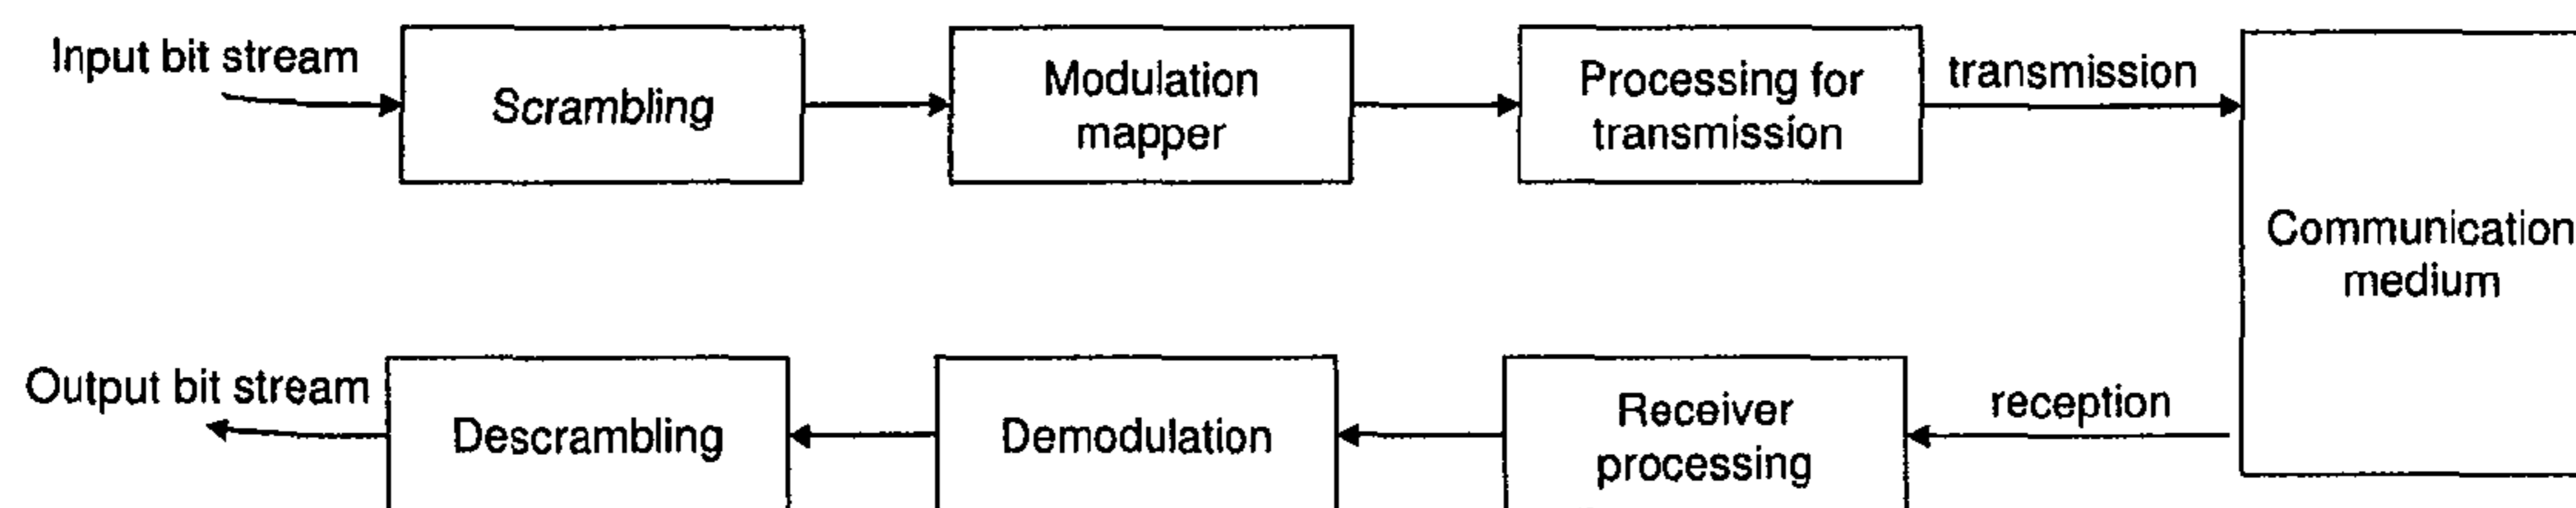 Input bit stream
Scrambling
Modulation
mapper
Processing for
transmission
transmission
Communication
medium
Output bit stream
Descrambling
Demodulation
Receiver
processing
reception